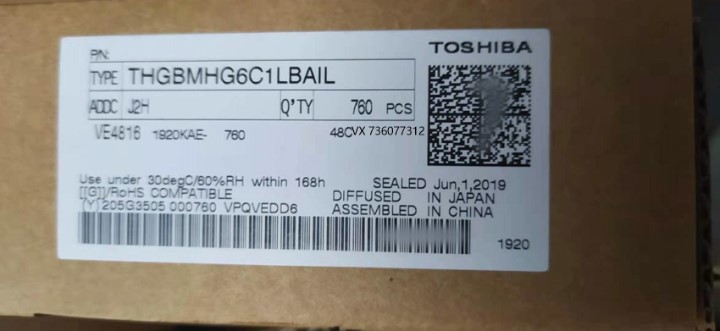 TOSHIBA
P/N:
TYPE THGBMHG6C1LBAIL
ADDC J2H Q'TY 760 PCS
VE4816 1920KAE- 760 480VX 736077312
Use under 30degC/60%RH within 168h SEALED Jun,1,2019
[[G]]/RoHS COMPATIBLE DIFFUSED IN JAPAN
(Y)205G3505 000760 VPQVEDD6 ASSEMBLED IN CHINA
1920